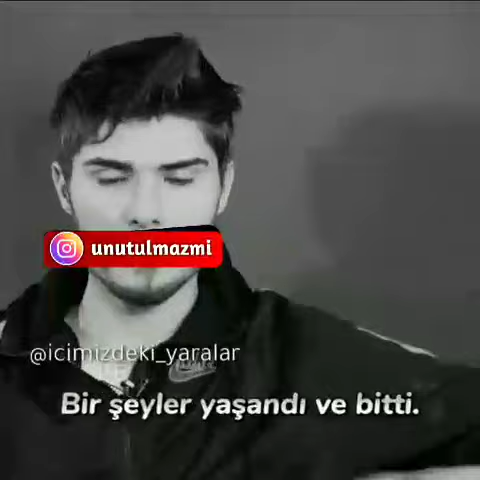 unutulmazmi
@icimizdeki_yaralar
Bir şeyler yaşandı ve bitti.